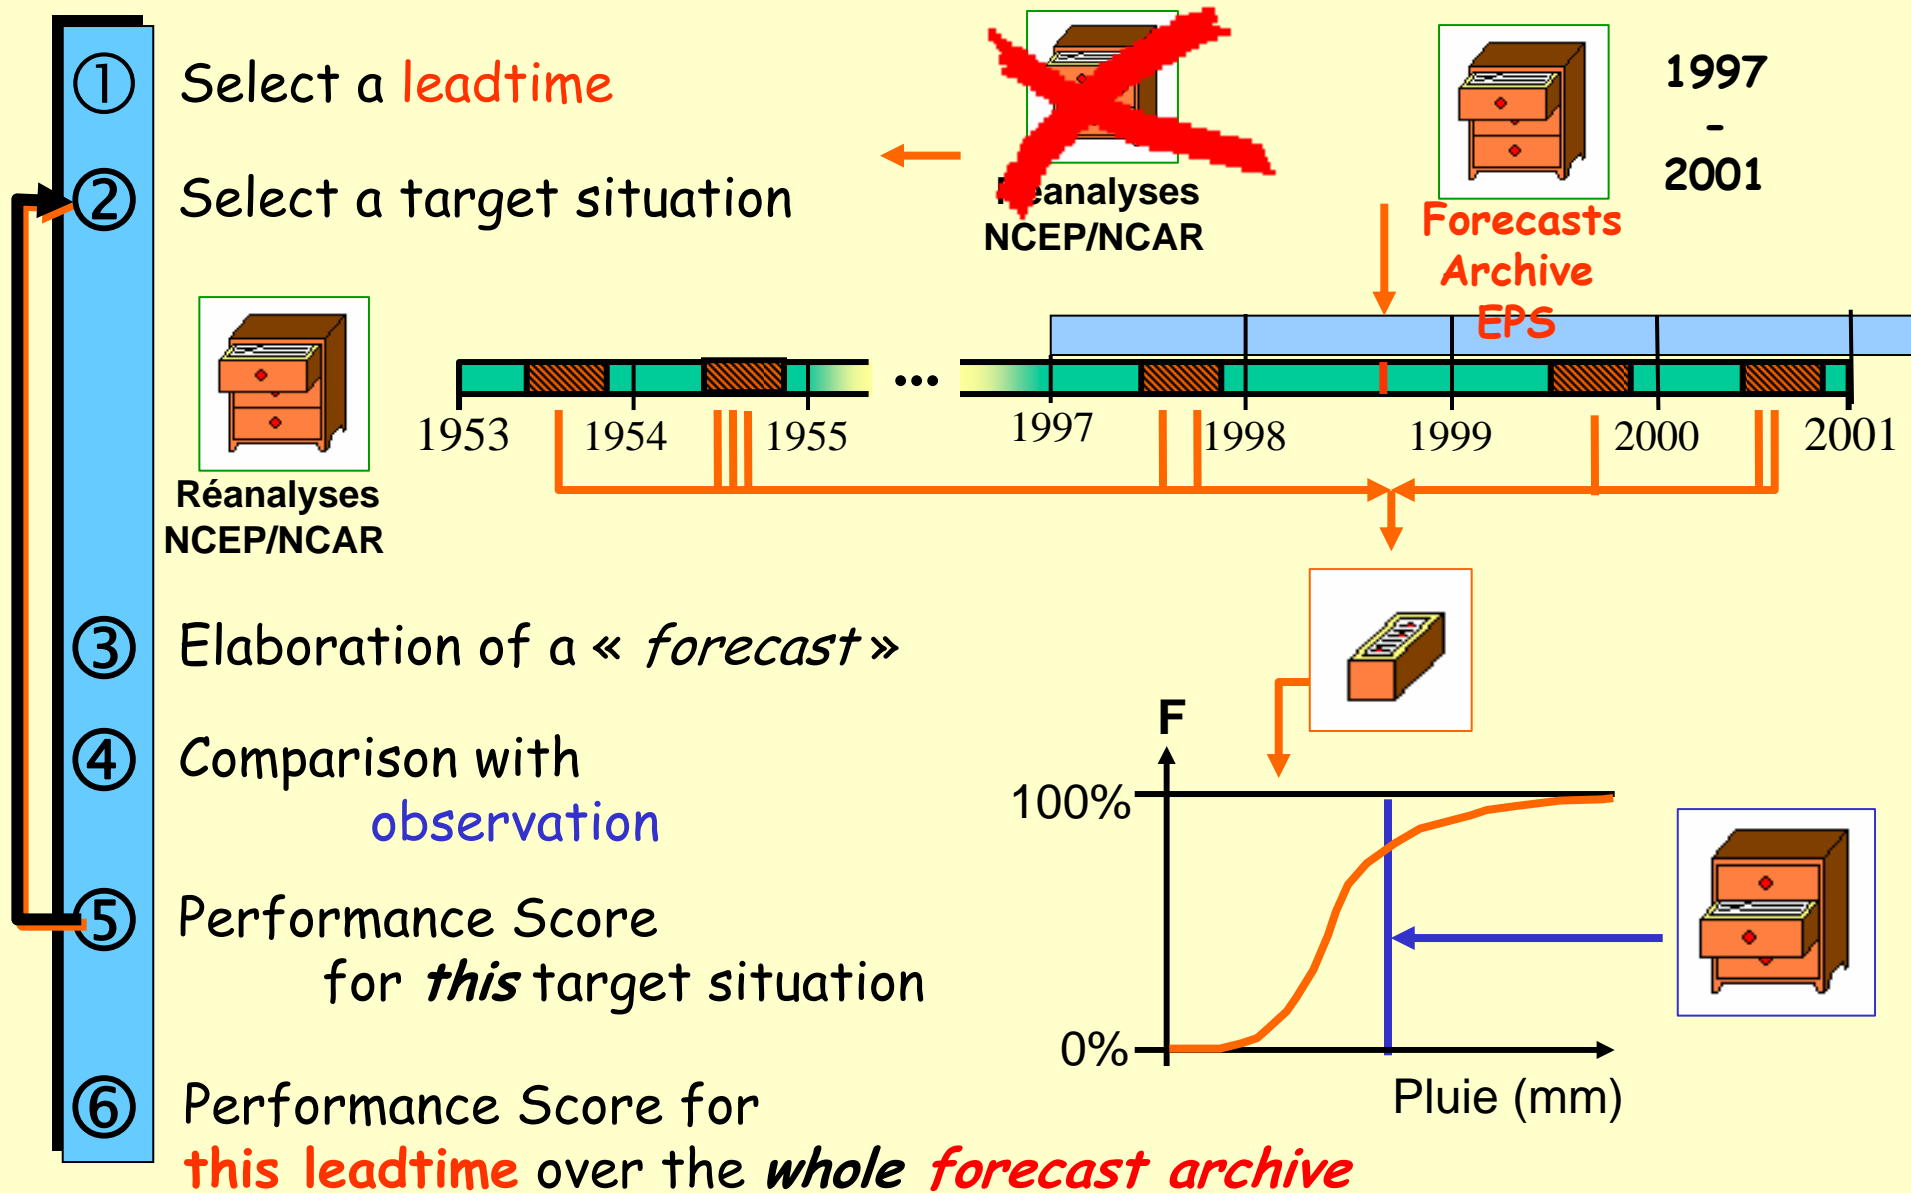 ① Select a leadtime
② Select a target situation
Réanalyses
NCEP/NCAR
1997
-
2001
Forecasts
Archive
EPS
Réanalyses
NCEP/NCAR
...
1953 1954 1955 1997 1998 1999 2000 2001
③ Elaboration of a « forecast »
④ Comparison with
observation
⑤ Performance Score
for this target situation
⑥ Performance Score for
this leadtime over the whole forecast archive
F
100%
0%
Pluie (mm)